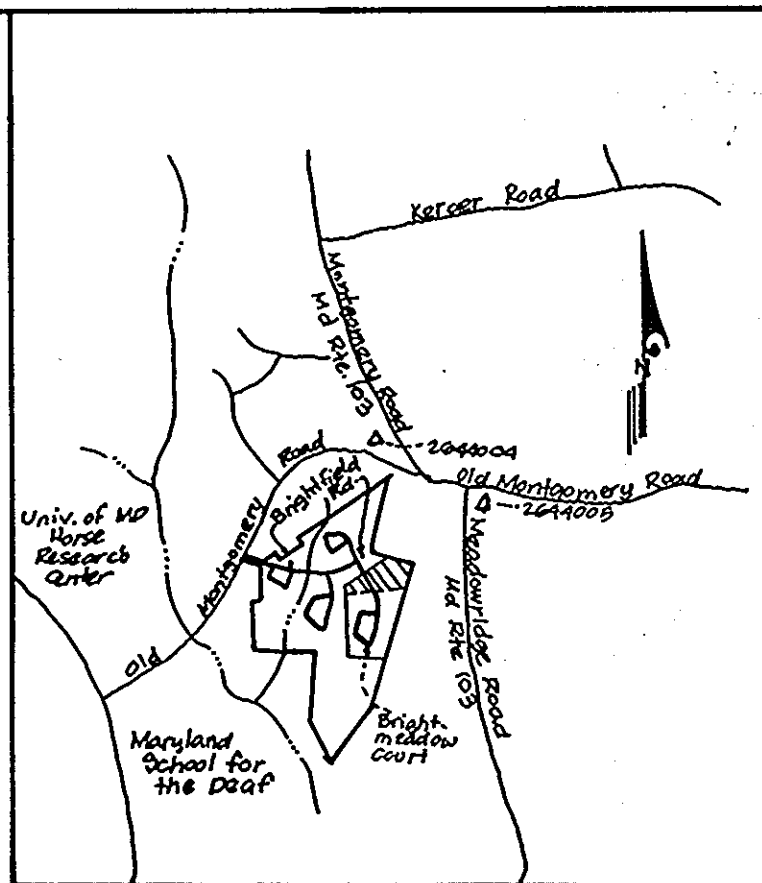 Kerger Road
Montgomery Road
Md Rte. 103
2644004
Old Montgomery Road
2644005
Brightfield
Rd.
Univ. of MD
Horse
Research
Center
Old Montgomery Road
Meadowridge Road
Md Rte 103
Bright-
meadow
Court
Maryland
School for
the Deaf
N